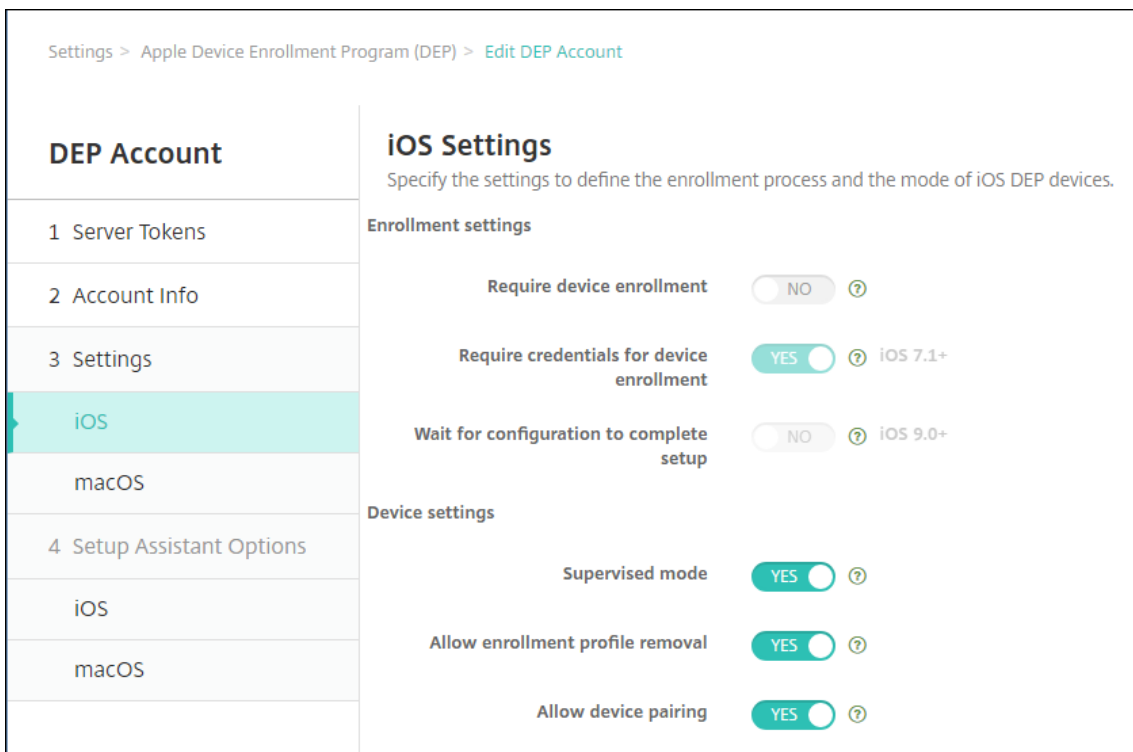 Settings > Apple Device Enrollment Program (DEP) > Edit DEP Account
DEP Account
1 Server Tokens
2 Account Info
3 Settings
iOS
macOS
4 Setup Assistant Options
iOS
macOS
iOS Settings
Specify the settings to define the enrollment process and the mode of iOS DEP devices.
Enrollment settings
Require device enrollment NO ?
Require credentials for device YES ? iOS 7.1+
enrollment
Wait for configuration to complete NO ? iOS 9.0+
setup
Device settings
Supervised mode YES ?
Allow enrollment profile removal YES ?
Allow device pairing YES ?